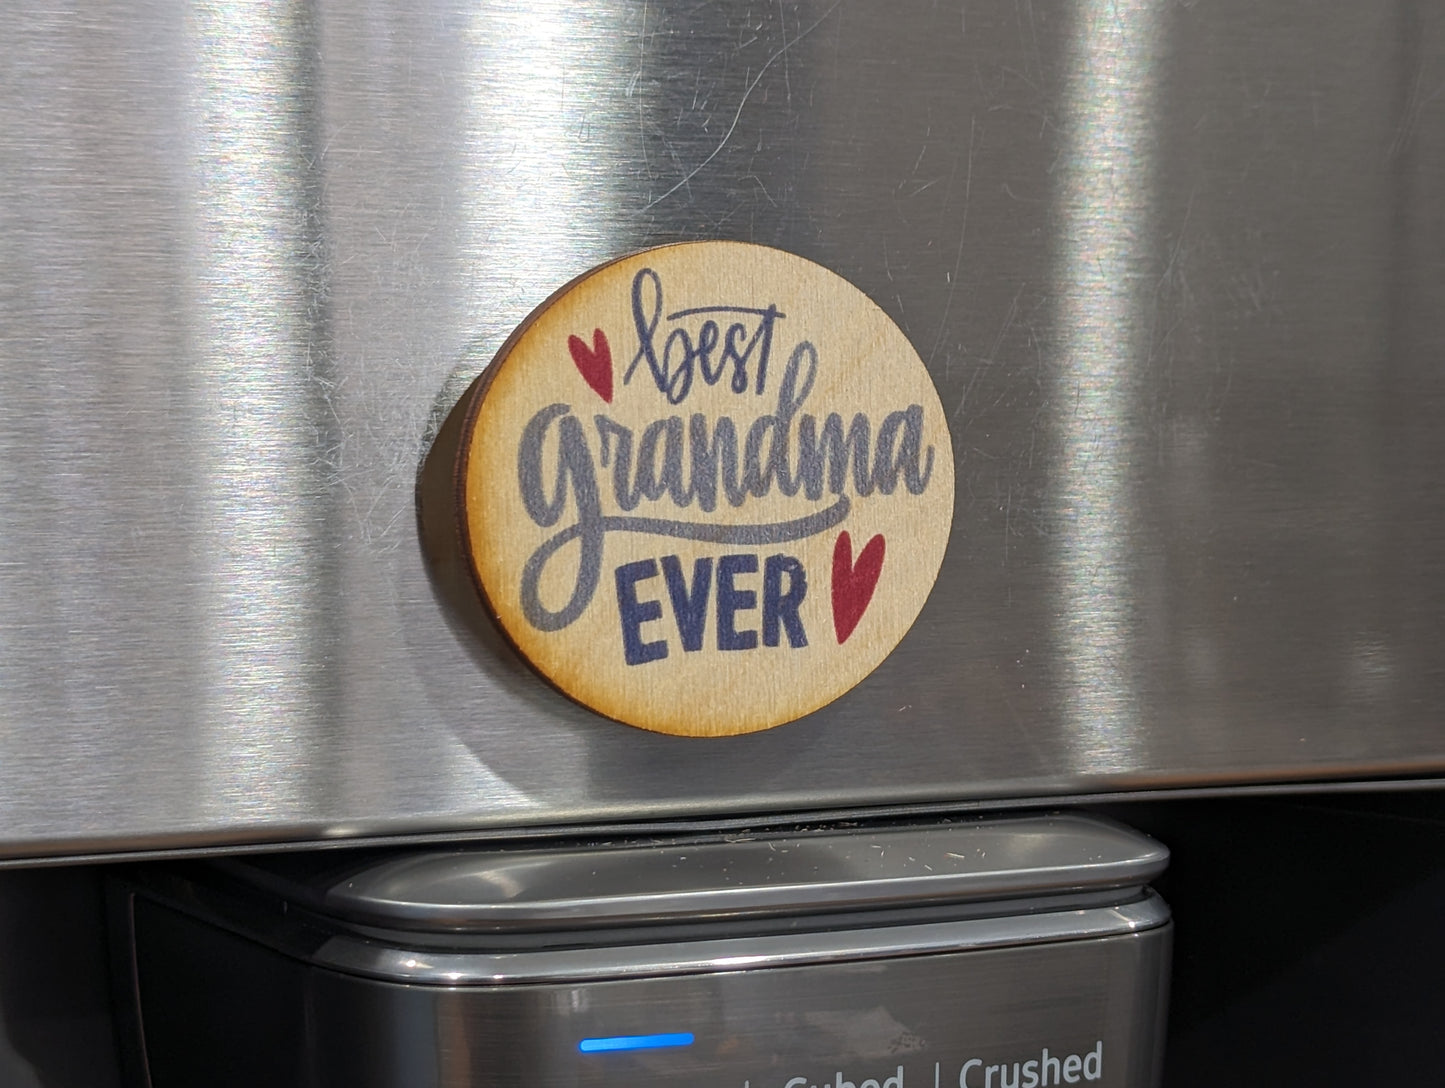 best
grandma
EVER
Cubed | Crushed